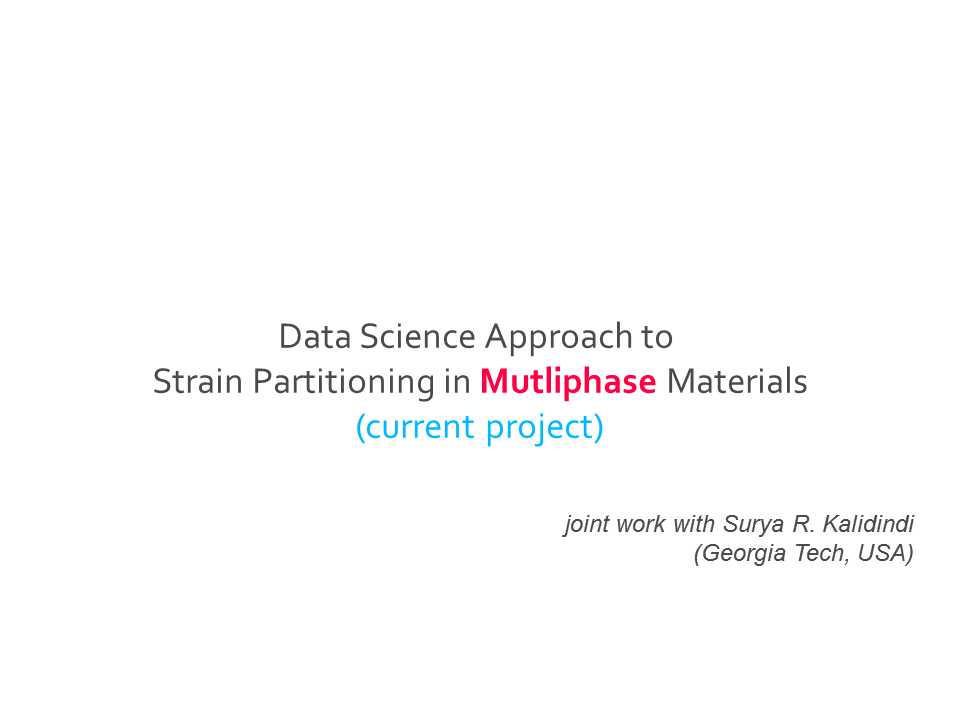 Data Science Approach to
Strain Partitioning in Mutliphase Materials
(current project)
joint work with Surya R. Kalidindi
(Georgia Tech, USA)